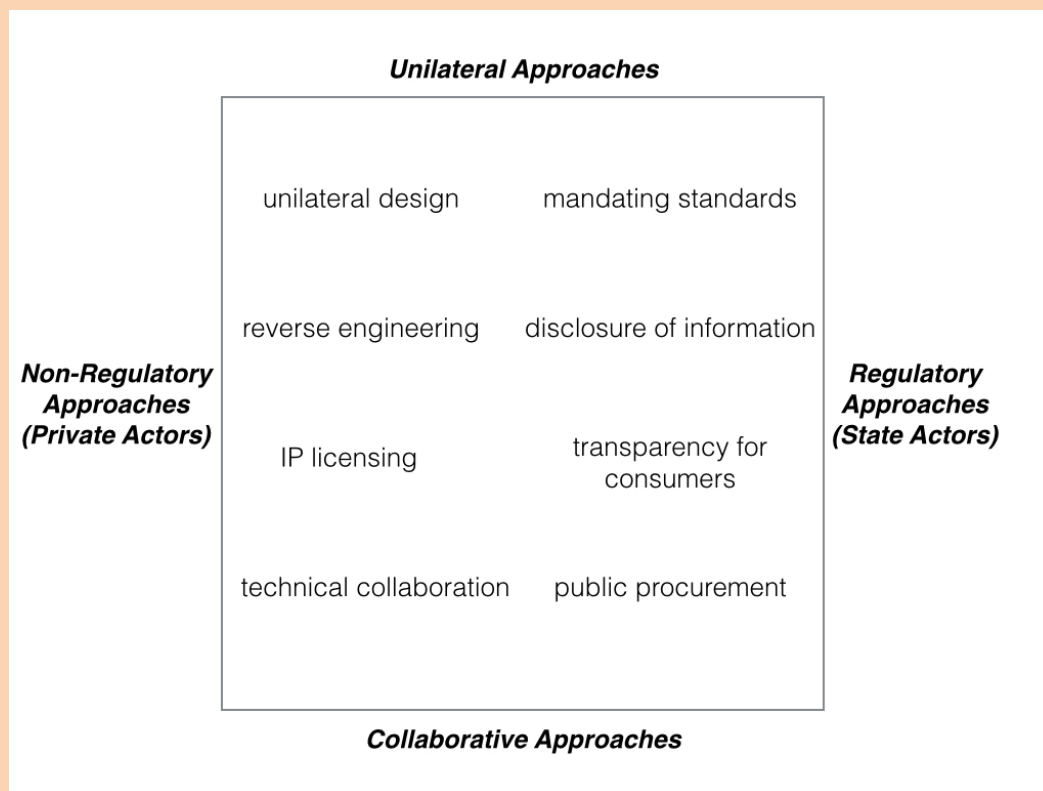 Unilateral Approaches
unilateral design
mandating standards
reverse engineering
disclosure of information
Non-Regulatory
Approaches
(Private Actors)
Regulatory
Approaches
(State Actors)
IP licensing
transparency for
consumers
technical collaboration
public procurement
Collaborative Approaches